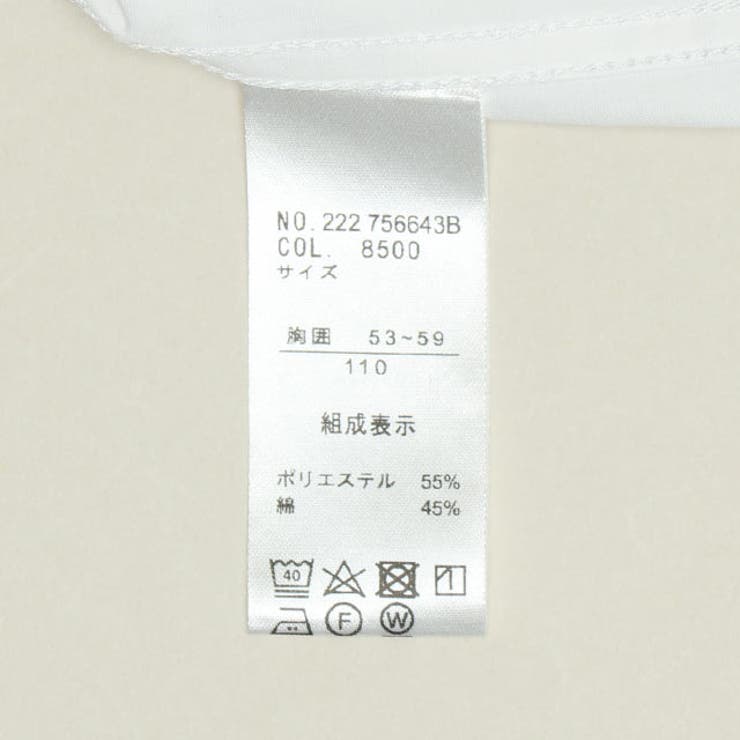 NO. 222 756643B
COL. 8500
サイズ
胸囲 53~59
110
組成表示
ポリエステル 55%
綿 45%
40
F W